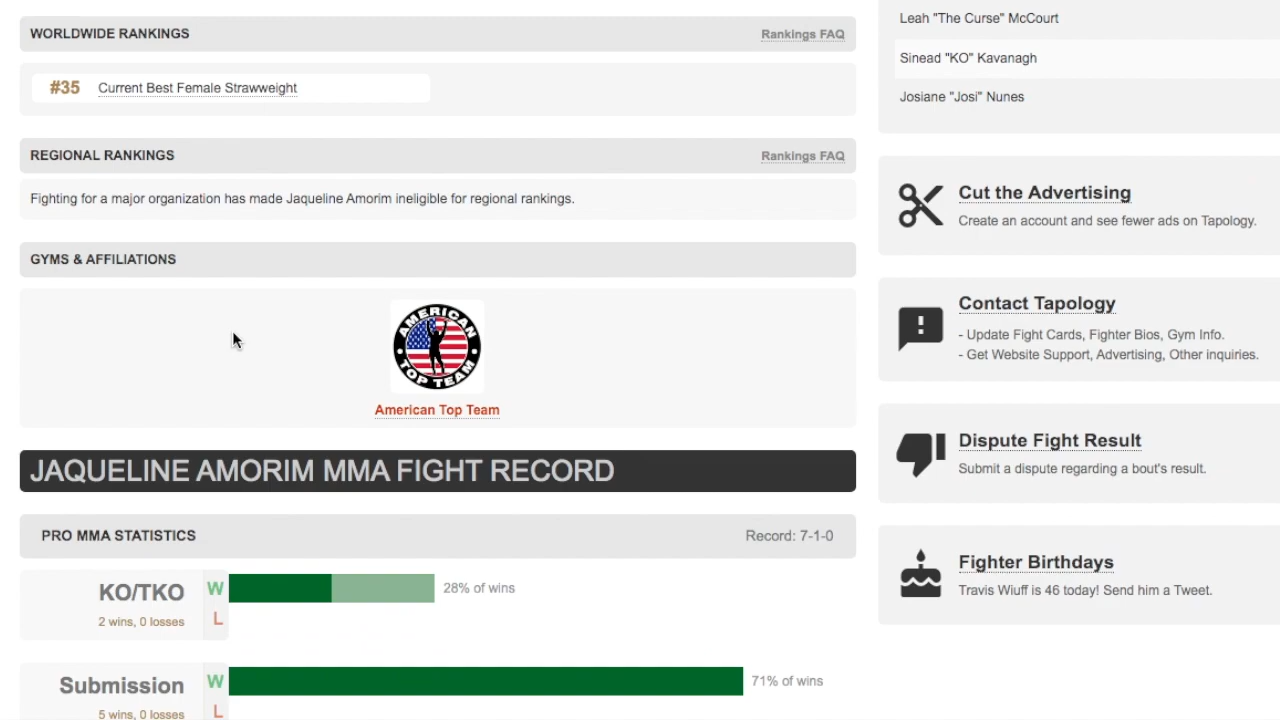 WORLDWIDE RANKINGS
Rankings FAQ
#35 Current Best Female Strawweight
REGIONAL RANKINGS
Rankings FAQ
Fighting for a major organization has made Jaqueline Amorim ineligible for regional rankings.
GYMS & AFFILIATIONS
AMERICAN
TOP TEAM
American Top Team
JAQUELINE AMORIM MMA FIGHT RECORD
PRO MMA STATISTICS
Record: 7-1-0
KO/TKO
2 wins, 0 losses
W
28% of wins
L
Submission
5 wins, 0 losses
W
71% of wins
L
Leah "The Curse" McCourt
Sinead "KO" Kavanagh
Josiane "Josi" Nunes
Cut the Advertising
Create an account and see fewer ads on Tapology.
Contact Tapology
- Update Fight Cards, Fighter Bios, Gym Info.
- Get Website Support, Advertising, Other inquiries.
Dispute Fight Result
Submit a dispute regarding a bout's result.
Fighter Birthdays
Travis Wiuff is 46 today! Send him a Tweet.